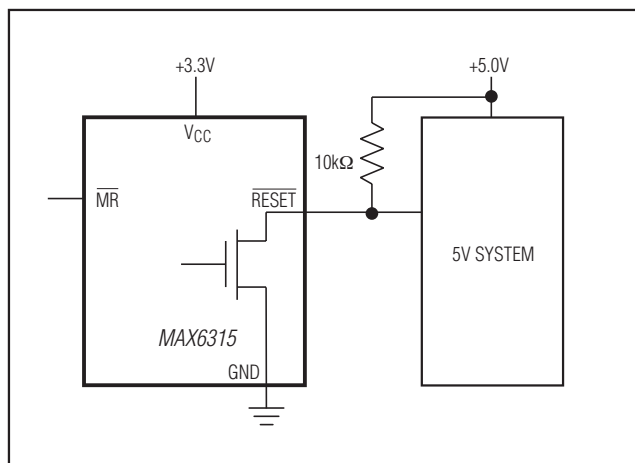 +3.3V
+5.0V
VCC
10kΩ
MR
RESET
5V SYSTEM
MAX6315
GND